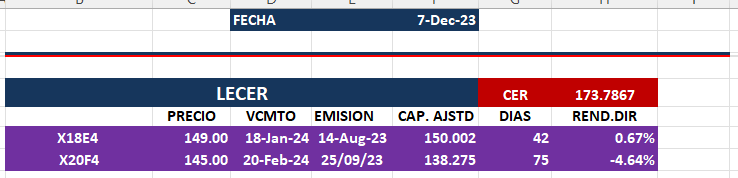 FECHA 7-Dec-23
LECER CER 173.7867
PRECIO VCMTO EMISION CAP. AJSTD DIAS REND.DIR
X18E4 149.00 18-Jan-24 14-Aug-23 150.002 42 0.67%
X20F4 145.00 20-Feb-24 25/09/23 138.275 75 -4.64%